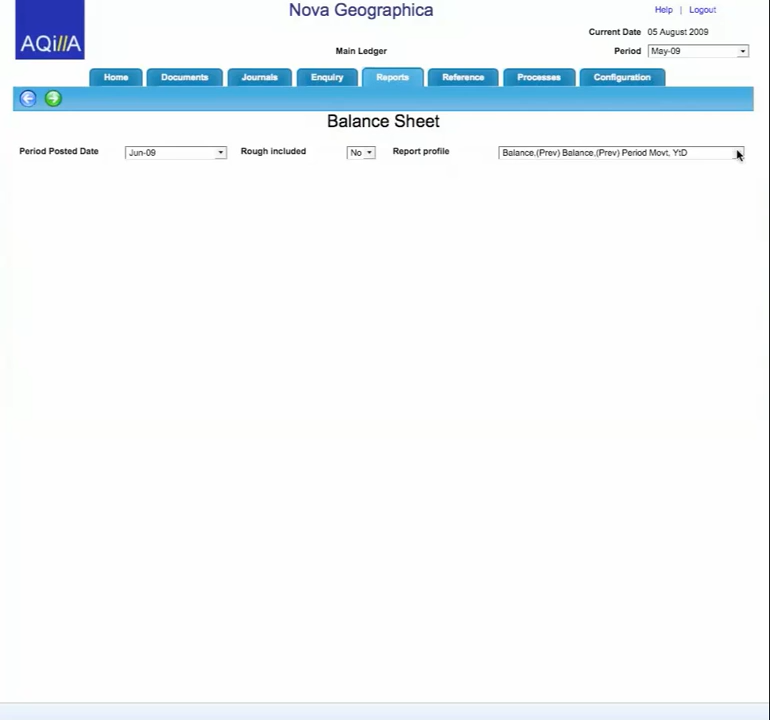 Nova Geographica
Help | Logout
AQi//A
Current Date 05 August 2009
Main Ledger
Period May-09
Home Documents Journals Enquiry Reports Reference Processes Configuration
Balance Sheet
Period Posted Date Jun-09 Rough included No Report profile Balance,(Prev) Balance,(Prev) Period Movt, YtD